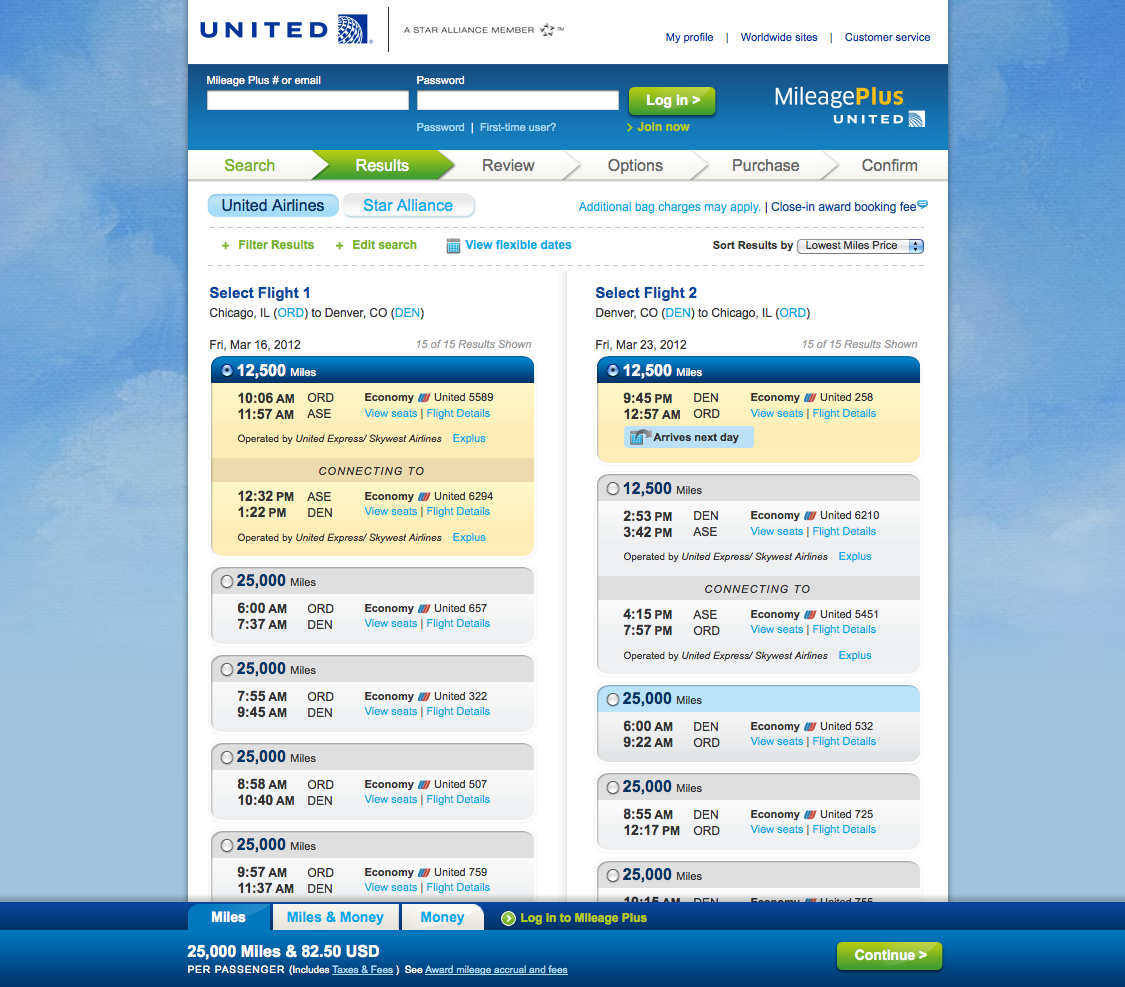 UNITED
A STAR ALLIANCE MEMBER
My profile | Worldwide sites | Customer service
Mileage Plus # or email
Password
Log in >
MileagePlus
UNITED
Password | First-time user?
> Join now
Search
Results
Review
Options
Purchase
Confirm
United Airlines
Star Alliance
Additional bag charges may apply. | Close-in award booking fee
+ Filter Results
+ Edit search
View flexible dates
Sort Results by Lowest Miles Price
Select Flight 1
Chicago, IL (ORD) to Denver, CO (DEN)
Fri, Mar 16, 2012
15 of 15 Results Shown
12,500 Miles
10:06 AM ORD Economy United 5589
11:57 AM ASE View seats | Flight Details
Operated by United Express/ Skywest Airlines Explus
CONNECTING TO
12:32 PM ASE Economy United 6294
1:22 PM DEN View seats | Flight Details
Operated by United Express/ Skywest Airlines Explus
25,000 Miles
6:00 AM ORD Economy United 657
7:37 AM DEN View seats | Flight Details
25,000 Miles
7:55 AM ORD Economy United 322
9:45 AM DEN View seats | Flight Details
25,000 Miles
8:58 AM ORD Economy United 507
10:40 AM DEN View seats | Flight Details
25,000 Miles
9:57 AM ORD Economy United 759
11:37 AM DEN View seats | Flight Details
Select Flight 2
Denver, CO (DEN) to Chicago, IL (ORD)
Fri, Mar 23, 2012
15 of 15 Results Shown
12,500 Miles
9:45 PM DEN Economy United 258
12:57 AM ORD View seats | Flight Details
Arrives next day
12,500 Miles
2:53 PM DEN Economy United 6210
3:42 PM ASE View seats | Flight Details
Operated by United Express/ Skywest Airlines Explus
CONNECTING TO
4:15 PM ASE Economy United 5451
7:57 PM ORD View seats | Flight Details
Operated by United Express/ Skywest Airlines Explus
25,000 Miles
6:00 AM DEN Economy United 532
9:22 AM ORD View seats | Flight Details
25,000 Miles
8:55 AM DEN Economy United 725
12:17 PM ORD View seats | Flight Details
25,000 Miles
10:15 AM DEN Economy United 755
Miles
Miles & Money
Money
Log In to Mileage Plus
25,000 Miles & 82.50 USD
PER PASSENGER (Includes Taxes & Fees ) See Award mileage accrual and fees
Continue >